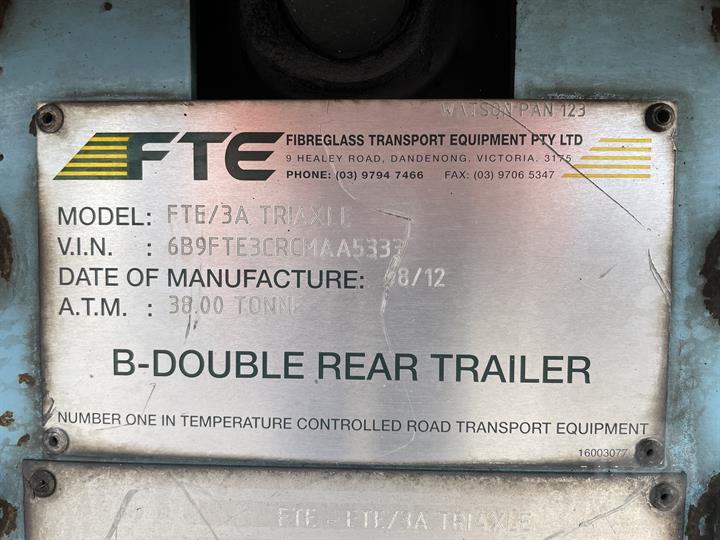 WATSON PAN 123
FTE
FIBREGLASS TRANSPORT EQUIPMENT PTY LTD
9 HEALEY ROAD, DANDENONG, VICTORIA. 3175
PHONE: (03) 9794 7466 FAX: (03) 9706 5347
MODEL: FTE/3A TRIAXLE
V.I.N. :
DATE OF MANUFACTURE: 08/12
A.T.M. : 38.00 TONNE
B-DOUBLE REAR TRAILER
NUMBER ONE IN TEMPERATURE CONTROLLED ROAD TRANSPORT EQUIPMENT
16003077
FTE - FTE/3A TRIAXLE